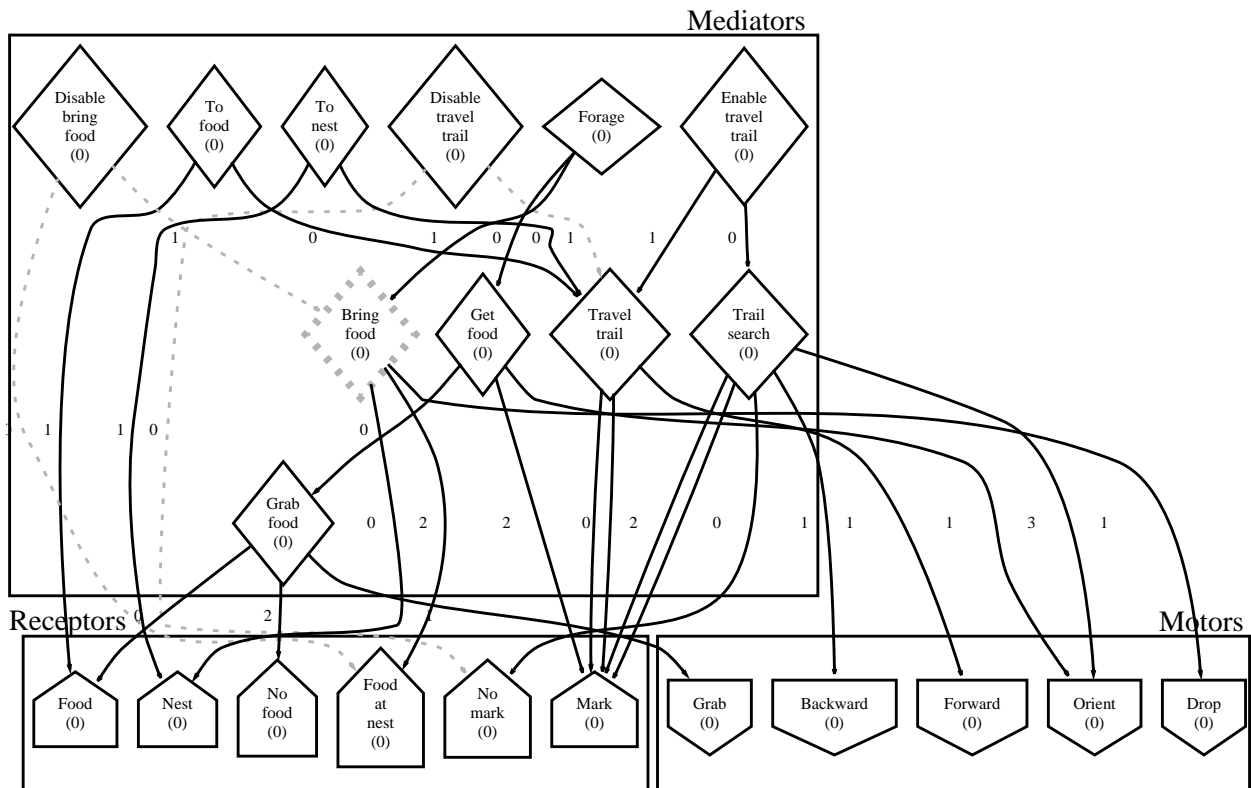 Mediators
Disable
bring
food
(0)
To
food
(0)
To
nest
(0)
Disable
travel
trail
(0)
Forage
(0)
Enable
travel
trail
(0)
1
0
1
0
0
1
1
0
Bring
food
(0)
Get
food
(0)
Travel
trail
(0)
Trail
search
(0)
1
1
0
0
Grab
food
(0)
0
2
2
0
2
0
1
1
1
3
1
0
2
Receptors
Motors
Food
(0)
Nest
(0)
No
food
(0)
Food
at
nest
(0)
No
mark
(0)
Mark
(0)
Grab
(0)
Backward
(0)
Forward
(0)
Orient
(0)
Drop
(0)